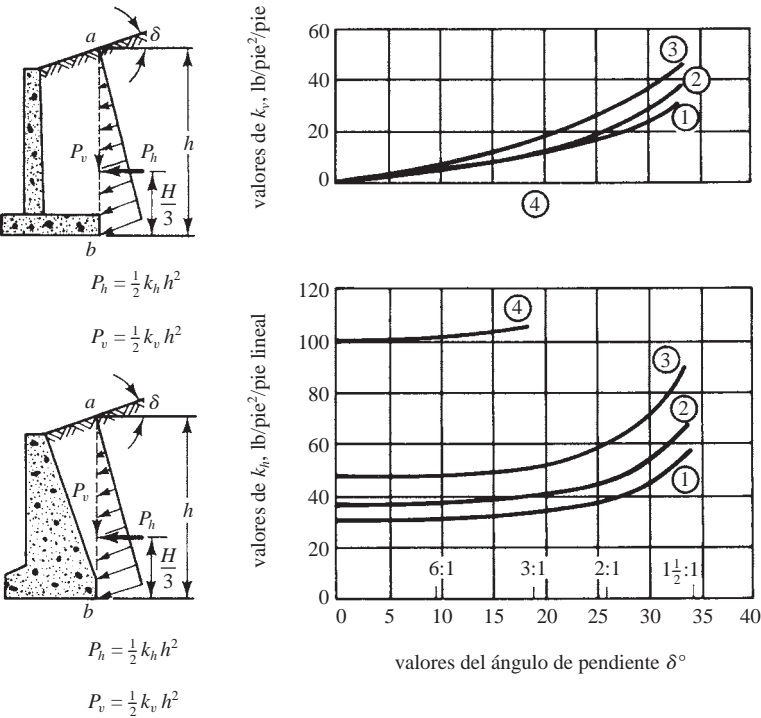 a
δ
P_v
P_h
h
H/3
b
P_h = ½ k_h h²
P_v = ½ k_v h²
a
δ
P_v
P_h
h
H/3
b
P_h = ½ k_h h²
P_v = ½ k_v h²
valores de k_v, lb/pie²/pie
60
40
20
0
③
②
①
④
valores de k_h, lb/pie²/pie lineal
120
100
80
60
40
20
0
④
③
②
①
6:1
3:1
2:1
1½:1
0 5 10 15 20 25 30 35 40
valores del ángulo de pendiente δ°